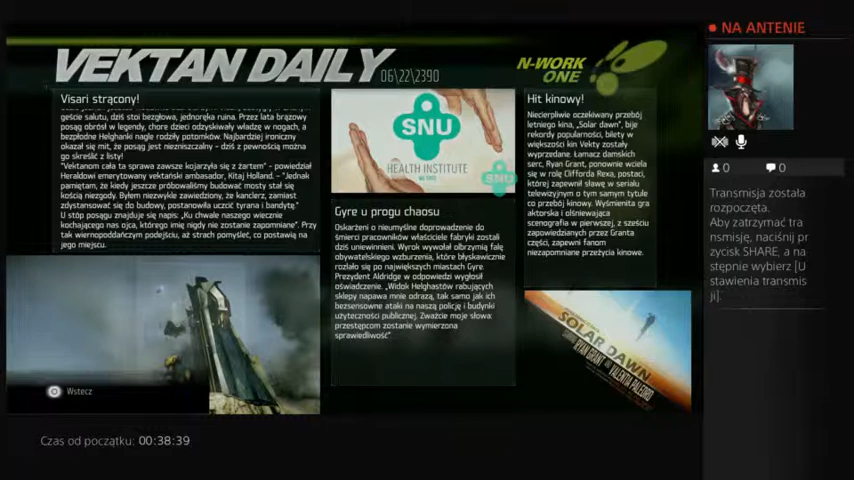 VEKTAN DAILY
06\22\2390
N-WORK
ONE
Visari strącony!
geście salutu, dziś stoi bezgłowa, jednoręka ruina. Przez lata brązowy
posąg obrósł w legendy, chore dzieci odzyskiwały władzę w nogach, a
bezpłodne Helghanki nagle rodziły potomków. Najbardziej ironiczny
okazał się mit, że posąg jest niezniszczalny - dziś z pewnością można
go skreślić z listy!
"Vektanom cała ta sprawa zawsze kojarzyła się z żartem" - powiedział
Heraldowi emerytowany vektański ambasador, Kitaj Holland. - "Jednak
pamiętam, że kiedy jeszcze próbowaliśmy budować mosty stał się
kością niezgody. Byłem niezwykle zawiedziony, że kanclerz, zamiast
zdystansować się do budowy, postanowiła uczcić tyrana i bandytę."
U stóp posągu znajduje się napis: „Ku chwale naszego wiecznie
kochającego nas ojca, którego imię nigdy nie zostanie zapomniane". Przy
tak wiernopoddańczym podejściu, aż strach pomyśleć, co postawią na
jego miejscu.
SNU
HEALTH INSTITUTE
SNU
Gyre u progu chaosu
Oskarżeni o nieumyślne doprowadzenie do
śmierci pracowników właściciele fabryki zostali
dziś uniewinnieni. Wyrok wywołał olbrzymią falę
obywatelskiego wzburzenia, które błyskawicznie
rozlało się po największych miastach Gyre.
Prezydent Aldridge w odpowiedzi wygłosił
oświadczenie. „Widok Helghastów rabujących
sklepy napawa mnie odrazą, tak samo jak ich
bezsensowne ataki na naszą policję i budynki
użyteczności publicznej. Zważcie moje słowa:
przestępcom zostanie wymierzona
sprawiedliwość"
Hit kinowy!
Niecierpliwie oczekiwany przebój
letniego kina, „Solar dawn", bije
rekordy popularności, bilety w
większości kin Vekty zostały
wyprzedane. Łamacz damskich
serc, Ryan Grant, ponownie wciela
się w rolę Clifforda Rexa, postaci,
której zapewnił sławę w serialu
telewizyjnym o tym samym tytule
co przebój kinowy. Wyśmienita gra
aktorska i olśniewająca
scenografia w pierwszej, z sześciu
zapowiedzianych przez Granta
części, zapewni fanom
niezapomniane przeżycia kinowe.
SOLAR DAWN
RYAN GRANT
VALENTIA PALEORO
Wstecz
Czas od początku: 00:38:39
NA ANTENIE
0
0
Transmisja została
rozpoczęta.
Aby zatrzymać tra
nsmisję, naciśnij pr
zycisk SHARE, a na
stępnie wybierz [U
stawienia transmis
ji].